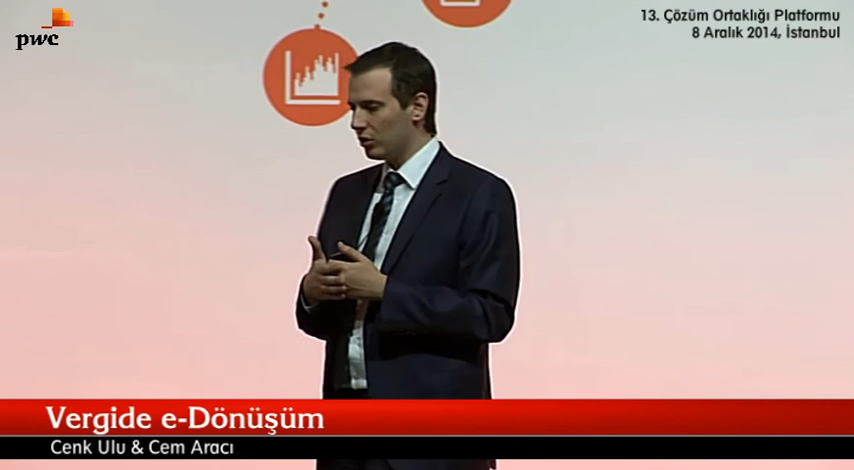 pwc
13. Çözüm Ortaklığı Platformu
8 Aralık 2014, İstanbul
Vergide e-Dönüşüm
Cenk Ulu & Cem Aracı